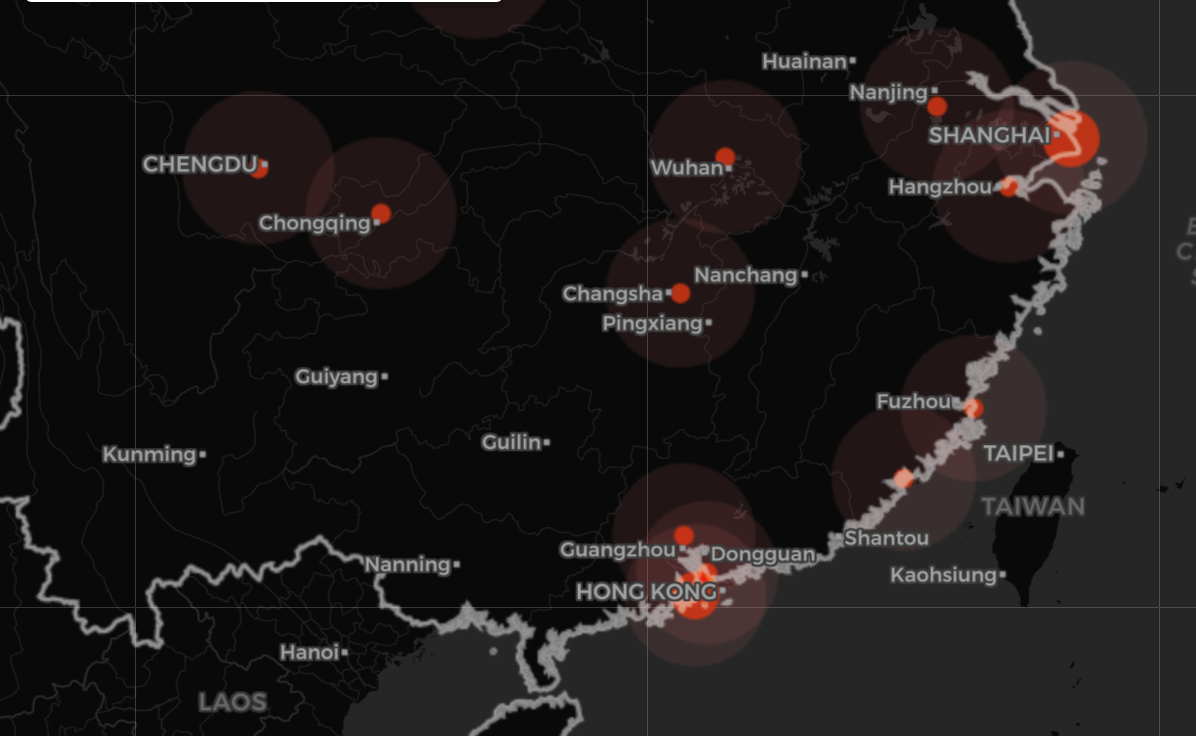 Huainan
Nanjing
SHANGHAI
CHENGDU
Wuhan
Hangzhou
Chongqing
Nanchang
Changsha
Pingxiang
Guiyang
Fuzhou
Guilin
Kunming
TAIPEI
TAIWAN
Shantou
Guangzhou
Dongguan
Nanning
Kaohsiung
HONG KONG
Hanoi
LAOS